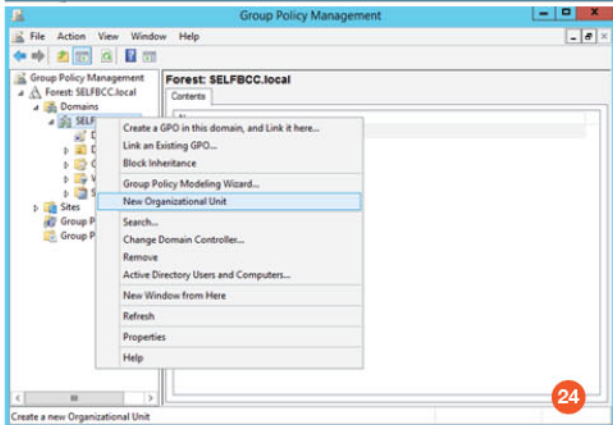 Group Policy Management
File Action View Window Help
Group Policy Management
Forest: SELFBCC.local
Domains
SELF
D
D
G
V
S
Sites
Group P
Group P
Forest: SELFBCC.local
Contents
Create a GPO in this domain, and Link it here...
Link an Existing GPO...
Block Inheritance
Group Policy Modeling Wizard...
New Organizational Unit
Search...
Change Domain Controller...
Remove
Active Directory Users and Computers...
New Window from Here
Refresh
Properties
Help
24
Create a new Organizational Unit